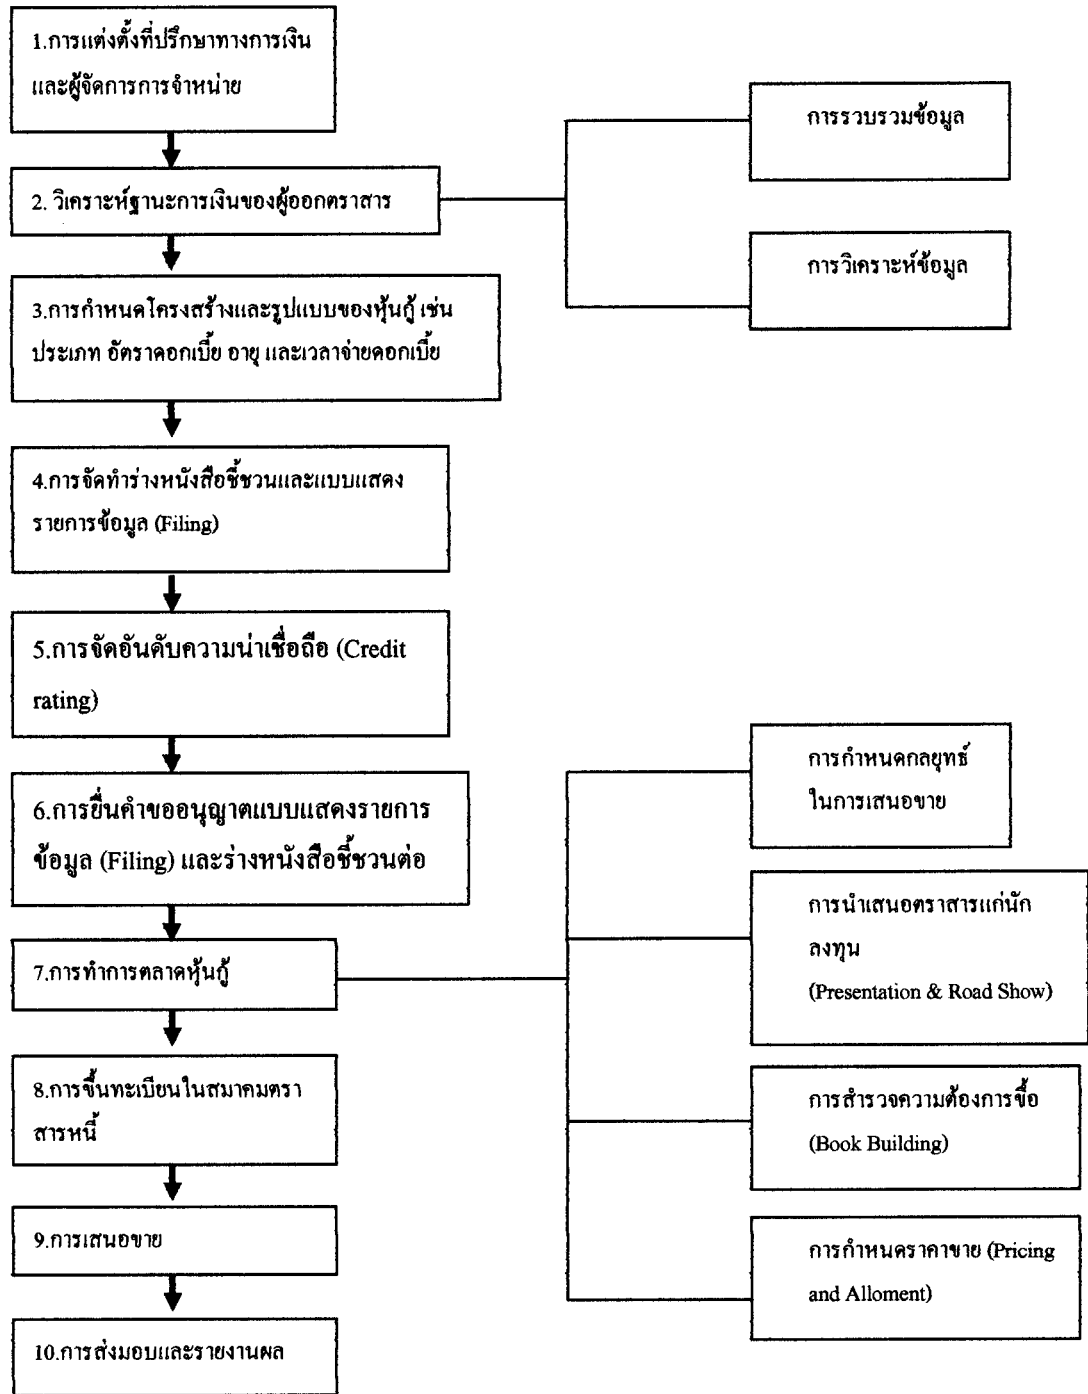 1.การแต่งตั้งที่ปรึกษาทางการเงิน
และผู้จัดการการจำหน่าย
2. วิเคราะห์ฐานะการเงินของผู้ออกตราสาร
การรวบรวมข้อมูล
การวิเคราะห์ข้อมูล
3.การกำหนดโครงสร้างและรูปแบบของหุ้นกู้ เช่น
ประเภท อัตราดอกเบี้ย อายุ และเวลาจ่ายดอกเบี้ย
4.การจัดทำร่างหนังสือชี้ชวนและแบบแสดง
รายการข้อมูล (Filing)
5.การจัดอันดับความน่าเชื่อถือ (Credit
rating)
6.การยื่นคำขออนุญาตแบบแสดงรายการ
ข้อมูล (Filing) และร่างหนังสือชี้ชวนต่อ
7.การทำการตลาดหุ้นกู้
การกำหนดกลยุทธ์
ในการเสนอขาย
การนำเสนอตราสารแก่นัก
ลงทุน
(Presentation & Road Show)
การสำรวจความต้องการซื้อ
(Book Building)
การกำหนดราคาขาย (Pricing
and Alloment)
8.การขึ้นทะเบียนในสมาคมตรา
สารหนี้
9.การเสนอขาย
10.การส่งมอบและรายงานผล